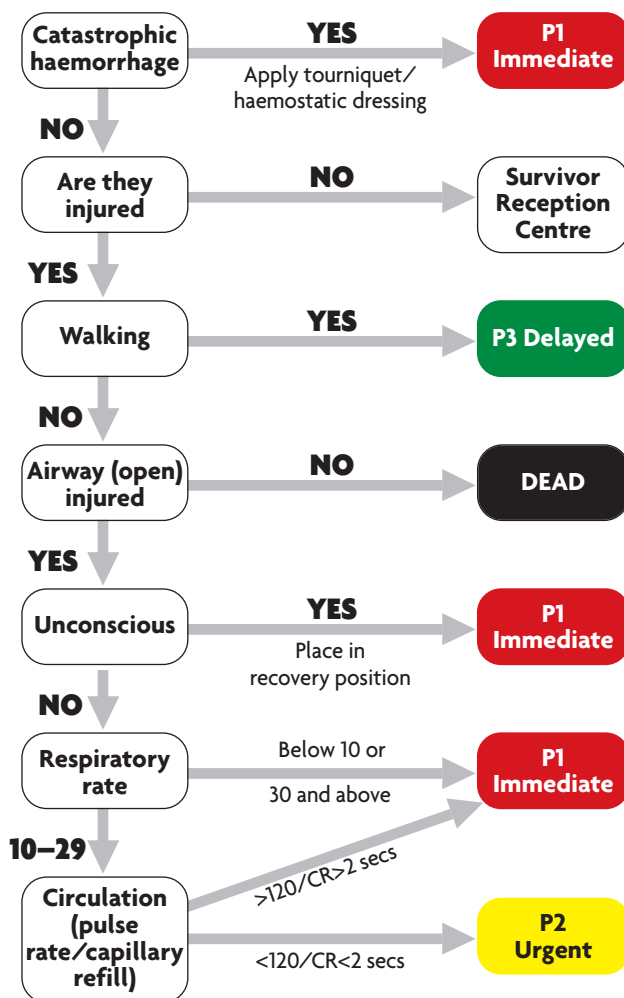 Catastrophic
haemorrhage
YES
Apply tourniquet/
haemostatic dressing
P1
Immediate
NO
Are they
injured
NO
Survivor
Reception
Centre
YES
Walking
YES
P3 Delayed
NO
Airway (open)
injured
NO
DEAD
YES
Unconscious
YES
Place in
recovery position
P1
Immediate
NO
Respiratory
rate
Below 10 or
30 and above
P1
Immediate
10–29
Circulation
(pulse
rate/capillary
refill)
>120/CR>2 secs
<120/CR<2 secs
P2
Urgent